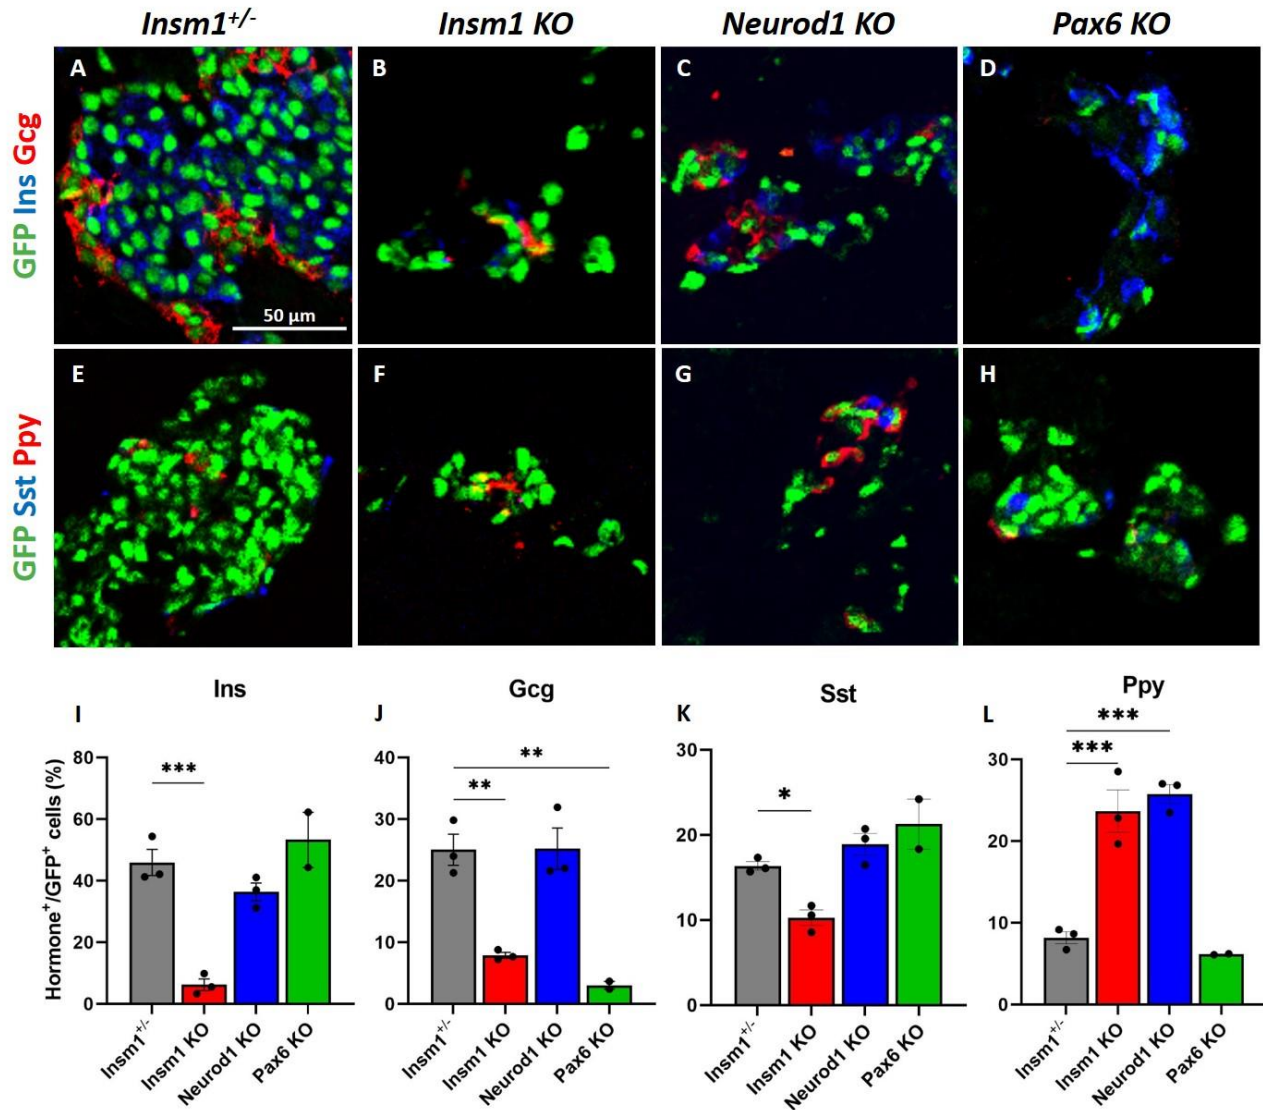 Insm1+/- Insm1 KO Neurod1 KO Pax6 KO
GFP Ins Gcg
A B C D
50 µm
GFP Sst Ppy
E F G H
Ins Gcg Sst Ppy
I J K L
Hormone+/GFP+ cells (%)
80
60
40
20
0
***
Insm1+/-
Insm1 KO
Neurod1 KO
Pax6 KO
40
30
20
10
0
**
**
Insm1+/-
Insm1 KO
Neurod1 KO
Pax6 KO
30
20
10
0
*
Insm1+/-
Insm1 KO
Neurod1 KO
Pax6 KO
30
20
10
0
***
***
Insm1+/-
Insm1 KO
Neurod1 KO
Pax6 KO